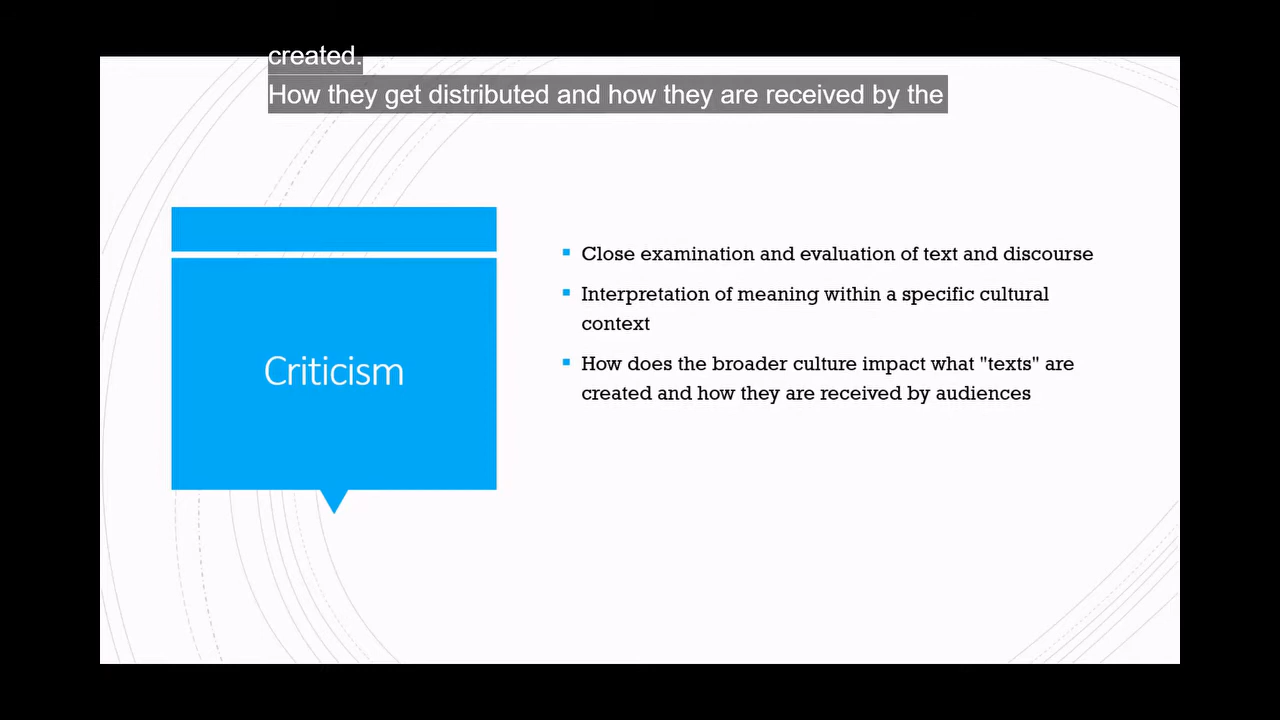 created.
How they get distributed and how they are received by the
Criticism
Close examination and evaluation of text and discourse
Interpretation of meaning within a specific cultural
context
How does the broader culture impact what "texts" are
created and how they are received by audiences